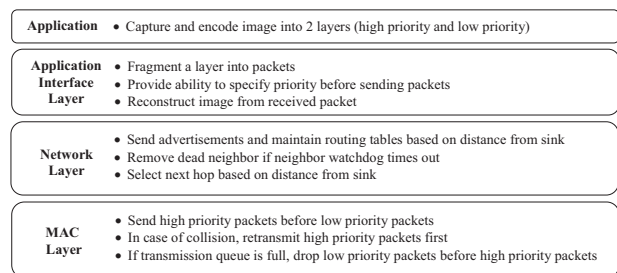 Application • Capture and encode image into 2 layers (high priority and low priority)
Application Interface Layer
• Fragment a layer into packets
• Provide ability to specify priority before sending packets
• Reconstruct image from received packet
Network Layer
• Send advertisements and maintain routing tables based on distance from sink
• Remove dead neighbor if neighbor watchdog times out
• Select next hop based on distance from sink
MAC Layer
• Send high priority packets before low priority packets
• In case of collision, retransmit high priority packets first
• If transmission queue is full, drop low priority packets before high priority packets